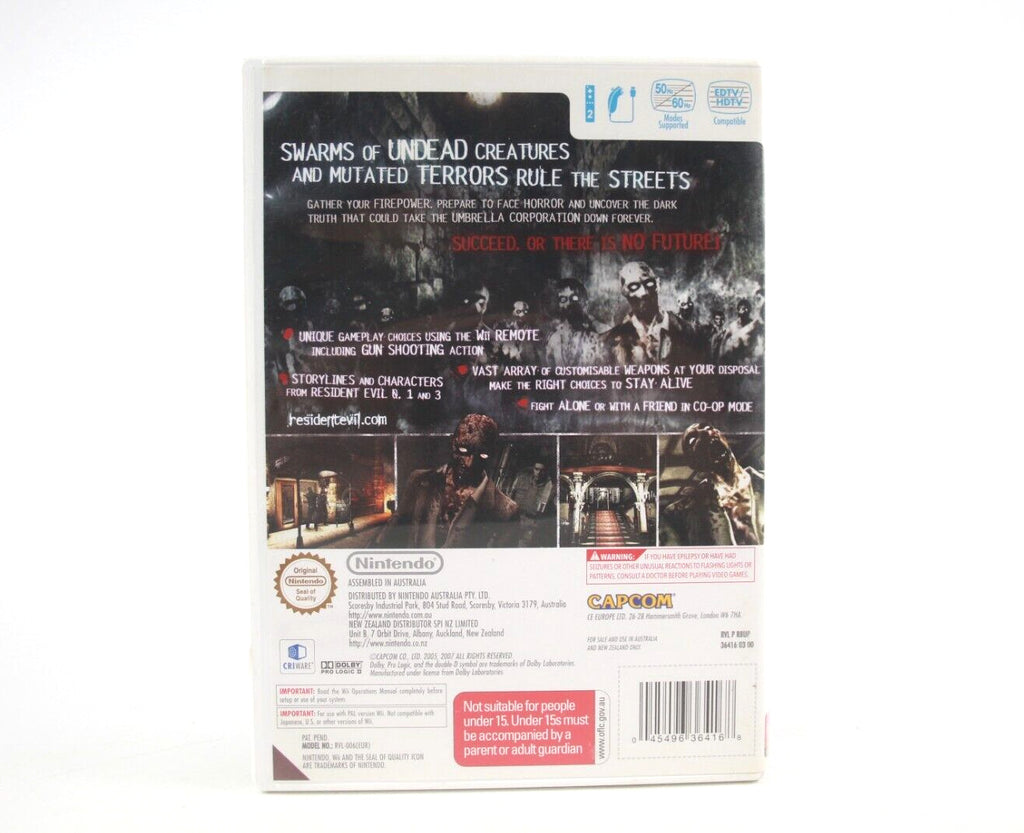 2
50Hz
60Hz
Modes
Supported
EDTV/
HDTV
Compatible
SWARMS OF UNDEAD CREATURES
AND MUTATED TERRORS RULE THE STREETS
GATHER YOUR FIREPOWER, PREPARE TO FACE HORROR AND UNCOVER THE DARK
TRUTH THAT COULD TAKE THE UMBRELLA CORPORATION DOWN FOREVER.
SUCCEED, OR THERE IS NO FUTURE!
UNIQUE GAMEPLAY CHOICES USING THE Wii REMOTE
INCLUDING GUN SHOOTING ACTION
VAST ARRAY OF CUSTOMISABLE WEAPONS AT YOUR DISPOSAL
MAKE THE RIGHT CHOICES TO STAY ALIVE
STORYLINES AND CHARACTERS
FROM RESIDENT EVIL 0, 1 AND 3
FIGHT ALONE OR WITH A FRIEND IN CO-OP MODE
residentevil.com
Original
Nintendo
Seal of
Quality
TM
Nintendo®
ASSEMBLED IN AUSTRALIA
DISTRIBUTED BY NINTENDO AUSTRALIA PTY. LTD.
Scoresby Industrial Park, 804 Stud Road, Scoresby, Victoria 3179, Australia
http://www.nintendo.com.au
NEW ZEALAND DISTRIBUTOR SPI NZ LIMITED
Unit B, 7 Orbit Drive, Albany, Auckland, New Zealand
http://www.nintendo.co.nz
WARNING: IF YOU HAVE EPILEPSY OR HAVE HAD
SEIZURES OR OTHER UNUSUAL REACTIONS TO FLASHING LIGHTS OR
PATTERNS, CONSULT A DOCTOR BEFORE PLAYING VIDEO GAMES.
CAPCOM®
CE EUROPE LTD. 26-28 Hammersmith Grove, London W6 7HA
FOR SALE AND USE IN AUSTRALIA
AND NEW ZEALAND ONLY.
RVL P RBUP
36416 03 00
CRIWARE™
DOLBY
PRO LOGIC II
©CAPCOM CO., LTD. 2005, 2007 ALL RIGHTS RESERVED.
Dolby, Pro Logic, and the double-D symbol are trademarks of Dolby Laboratories.
Manufactured under license from Dolby Laboratories.
IMPORTANT: Read the Wii Operations Manual completely before
setup or use of your system.
IMPORTANT: For use with PAL version Wii. Not compatible with
Japanese, U.S. or other versions of Wii.
PAT. PEND.
MODEL NO.: RVL-006(EUR)
NINTENDO, Wii AND THE SEAL OF QUALITY ICON
ARE TRADEMARKS OF NINTENDO.
Not suitable for people
under 15. Under 15s must
be accompanied by a
parent or adult guardian
www.oflc.gov.au
0 45496 36416 8